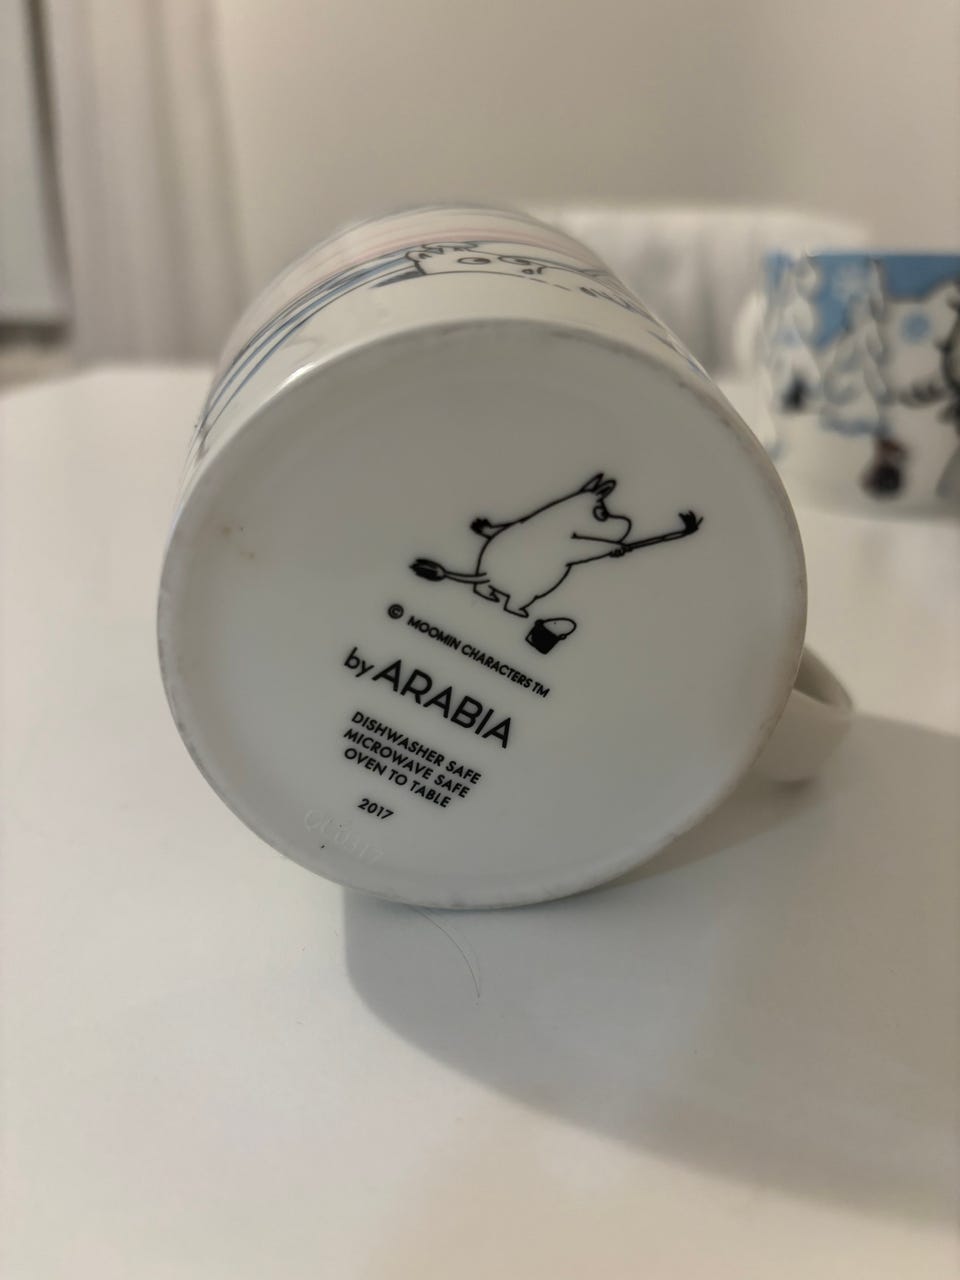 © MOOMIN CHARACTERS™
by ARABIA
DISHWASHER SAFE
MICROWAVE SAFE
OVEN TO TABLE
2017